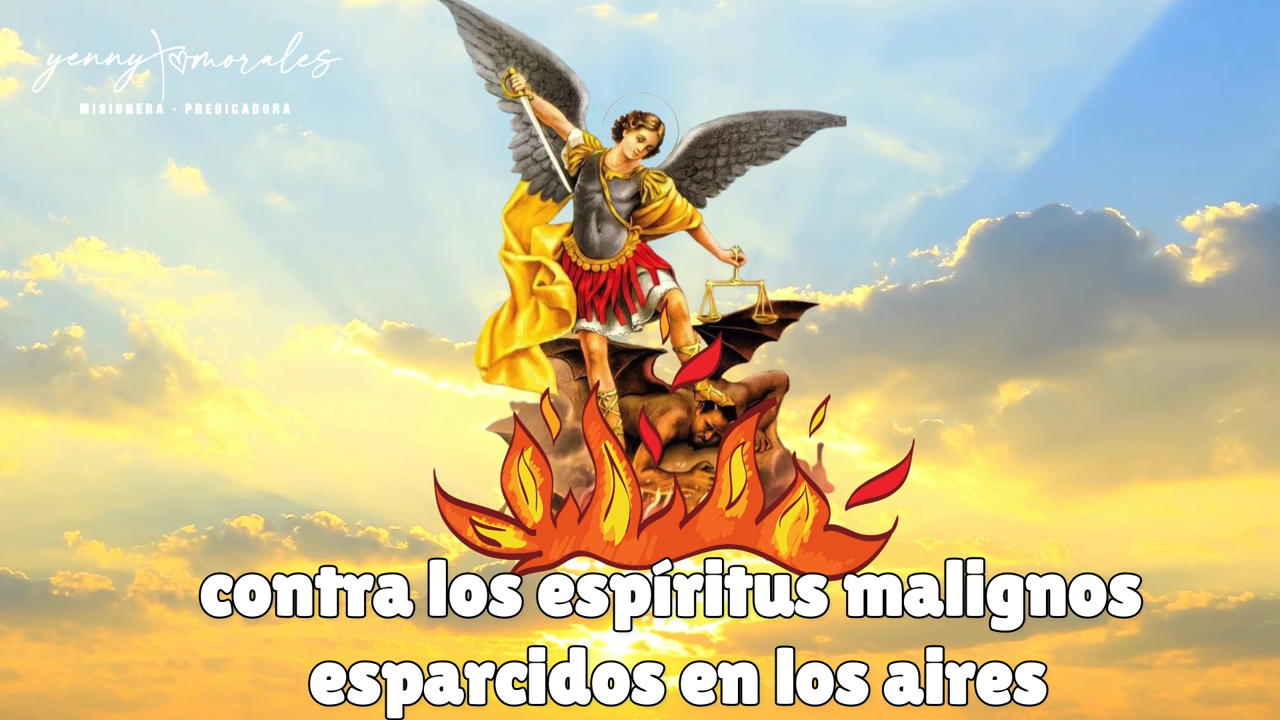 yenny morales
MISIONERA • PREDICADORA
contra los espíritus malignos
esparcidos en los aires